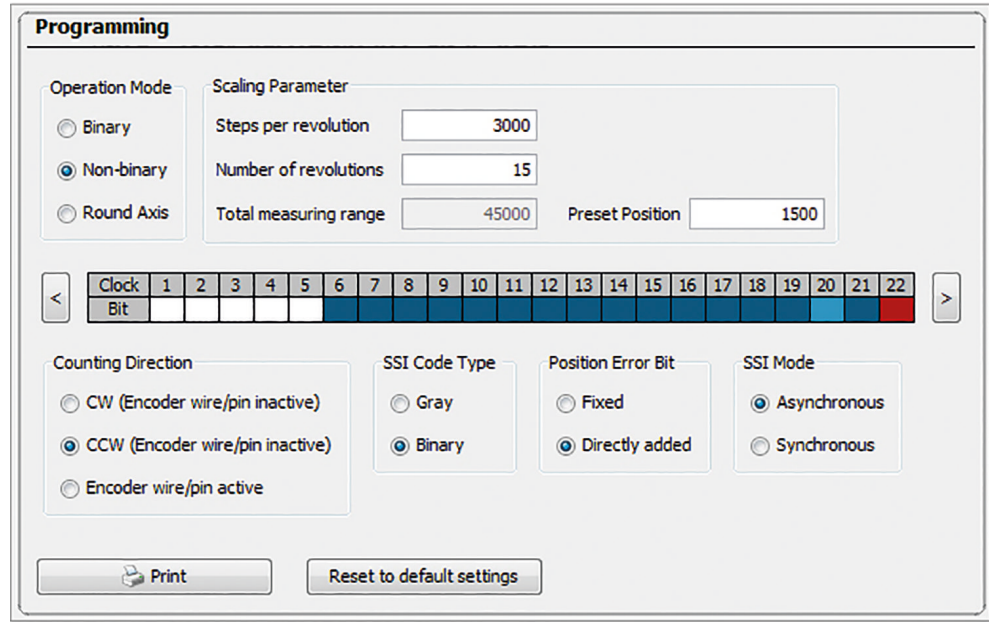 Programming
Operation Mode
Binary
Non-binary
Round Axis
Scaling Parameter
Steps per revolution 3000
Number of revolutions 15
Total measuring range 45000 Preset Position 1500
<
Clock 1 2 3 4 5 6 7 8 9 10 11 12 13 14 15 16 17 18 19 20 21 22
Bit
>
Counting Direction
CW (Encoder wire/pin inactive)
CCW (Encoder wire/pin inactive)
Encoder wire/pin active
SSI Code Type
Gray
Binary
Position Error Bit
Fixed
Directly added
SSI Mode
Asynchronous
Synchronous
Print
Reset to default settings